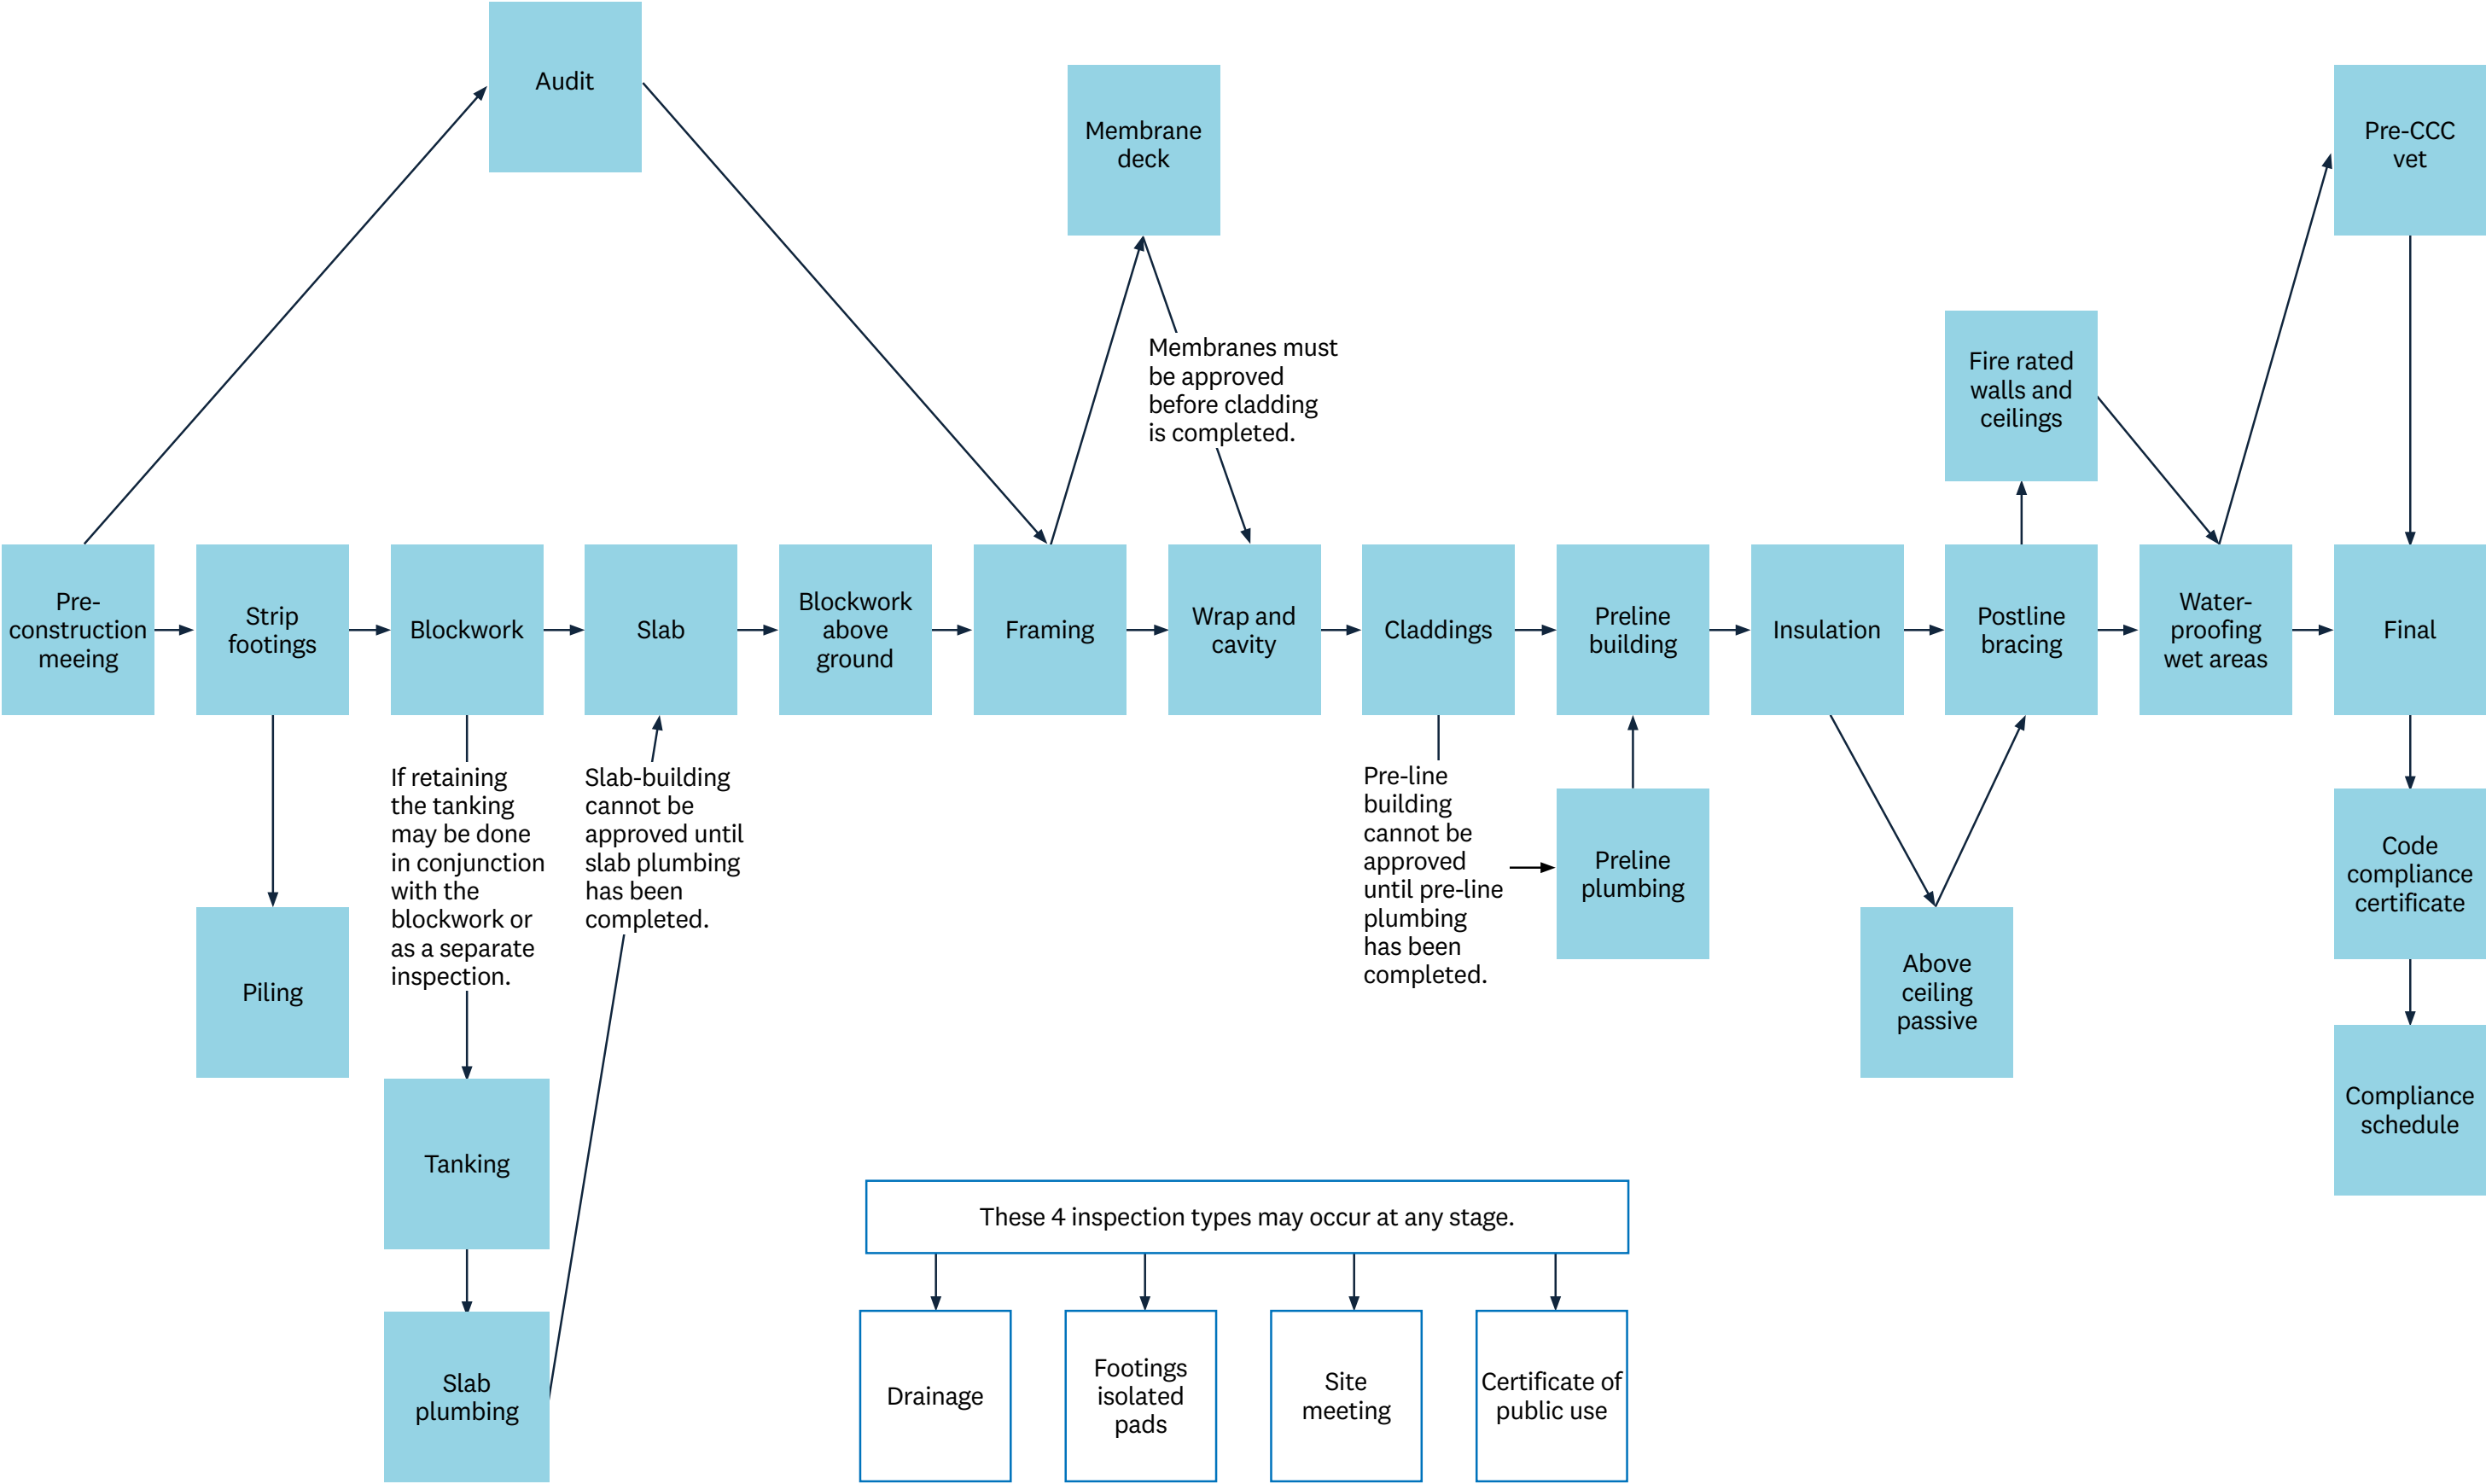 Audit
Membrane
deck
Pre-CCC
vet
Membranes must
be approved
before cladding
is completed.
Fire rated
walls and
ceilings
Pre-
construction
meeing
Strip
footings
Blockwork
Slab
Blockwork
above
ground
Framing
Wrap and
cavity
Claddings
Preline
building
Insulation
Postline
bracing
Water-
proofing
wet areas
Final
If retaining
the tanking
may be done
in conjunction
with the
blockwork or
as a separate
inspection.
Slab-building
cannot be
approved until
slab plumbing
has been
completed.
Pre-line
building
cannot be
approved
until pre-line
plumbing
has been
completed.
Preline
plumbing
Code
compliance
certificate
Piling
Above
ceiling
passive
Tanking
Compliance
schedule
Slab
plumbing
These 4 inspection types may occur at any stage.
Drainage
Footings
isolated
pads
Site
meeting
Certificate of
public use